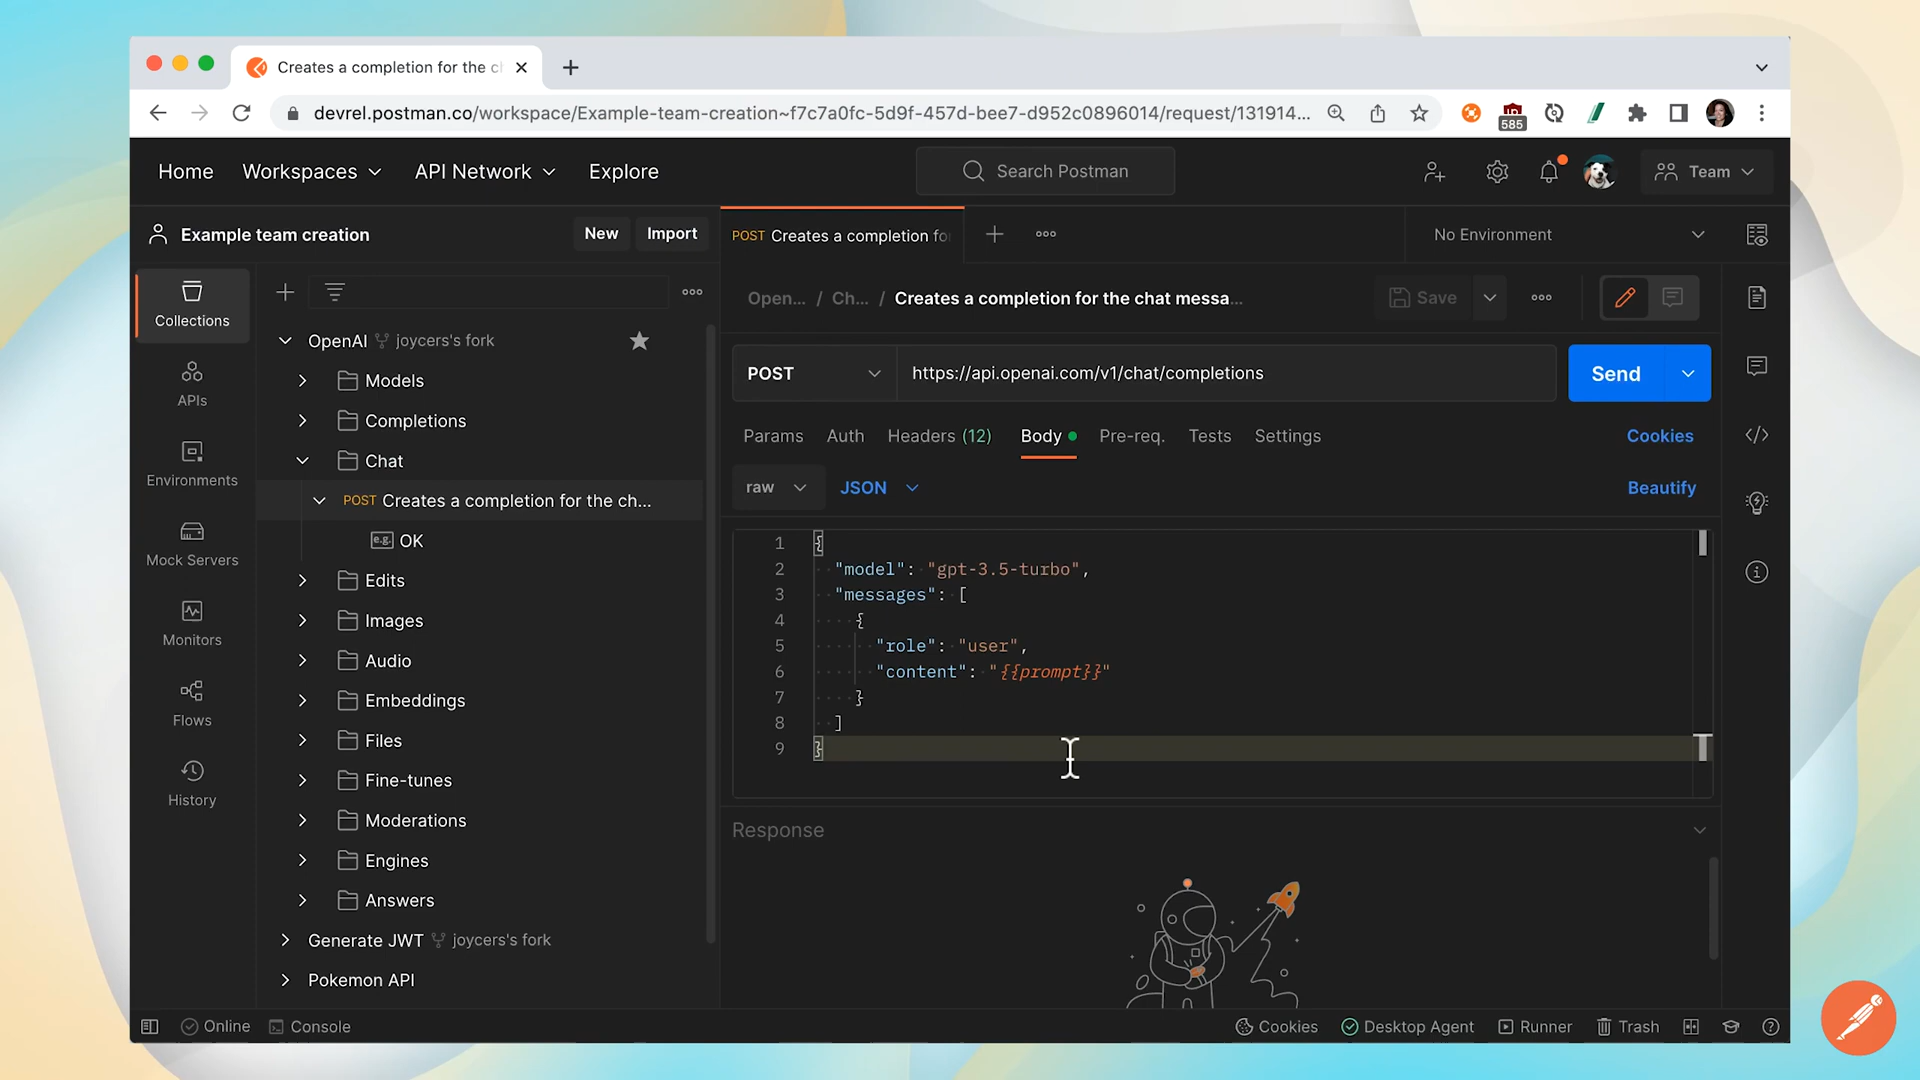 Creates a completion for the c
devrel.postman.co/workspace/Example-team-creation~f7c7a0fc-5d9f-457d-bee7-d952c0896014/request/131914...
585
Home
Workspaces
API Network
Explore
Search Postman
Team
Example team creation
New
Import
POST Creates a completion fo
No Environment
Collections
APIs
Environments
Mock Servers
Monitors
Flows
History
OpenAI joycers's fork
Models
Completions
Chat
POST Creates a completion for the ch...
e.g. OK
Edits
Images
Audio
Embeddings
Files
Fine-tunes
Moderations
Engines
Answers
Generate JWT joycers's fork
Pokemon API
Open... / Ch... / Creates a completion for the chat messa...
Save
POST
https://api.openai.com/v1/chat/completions
Send
Params
Auth
Headers (12)
Body
Pre-req.
Tests
Settings
Cookies
raw
JSON
Beautify
1 {
2 "model": "gpt-3.5-turbo",
3 "messages": [
4 {
5 "role": "user",
6 "content": "{{prompt}}"
7 }
8 ]
9 }
Response
Online
Console
Cookies
Desktop Agent
Runner
Trash